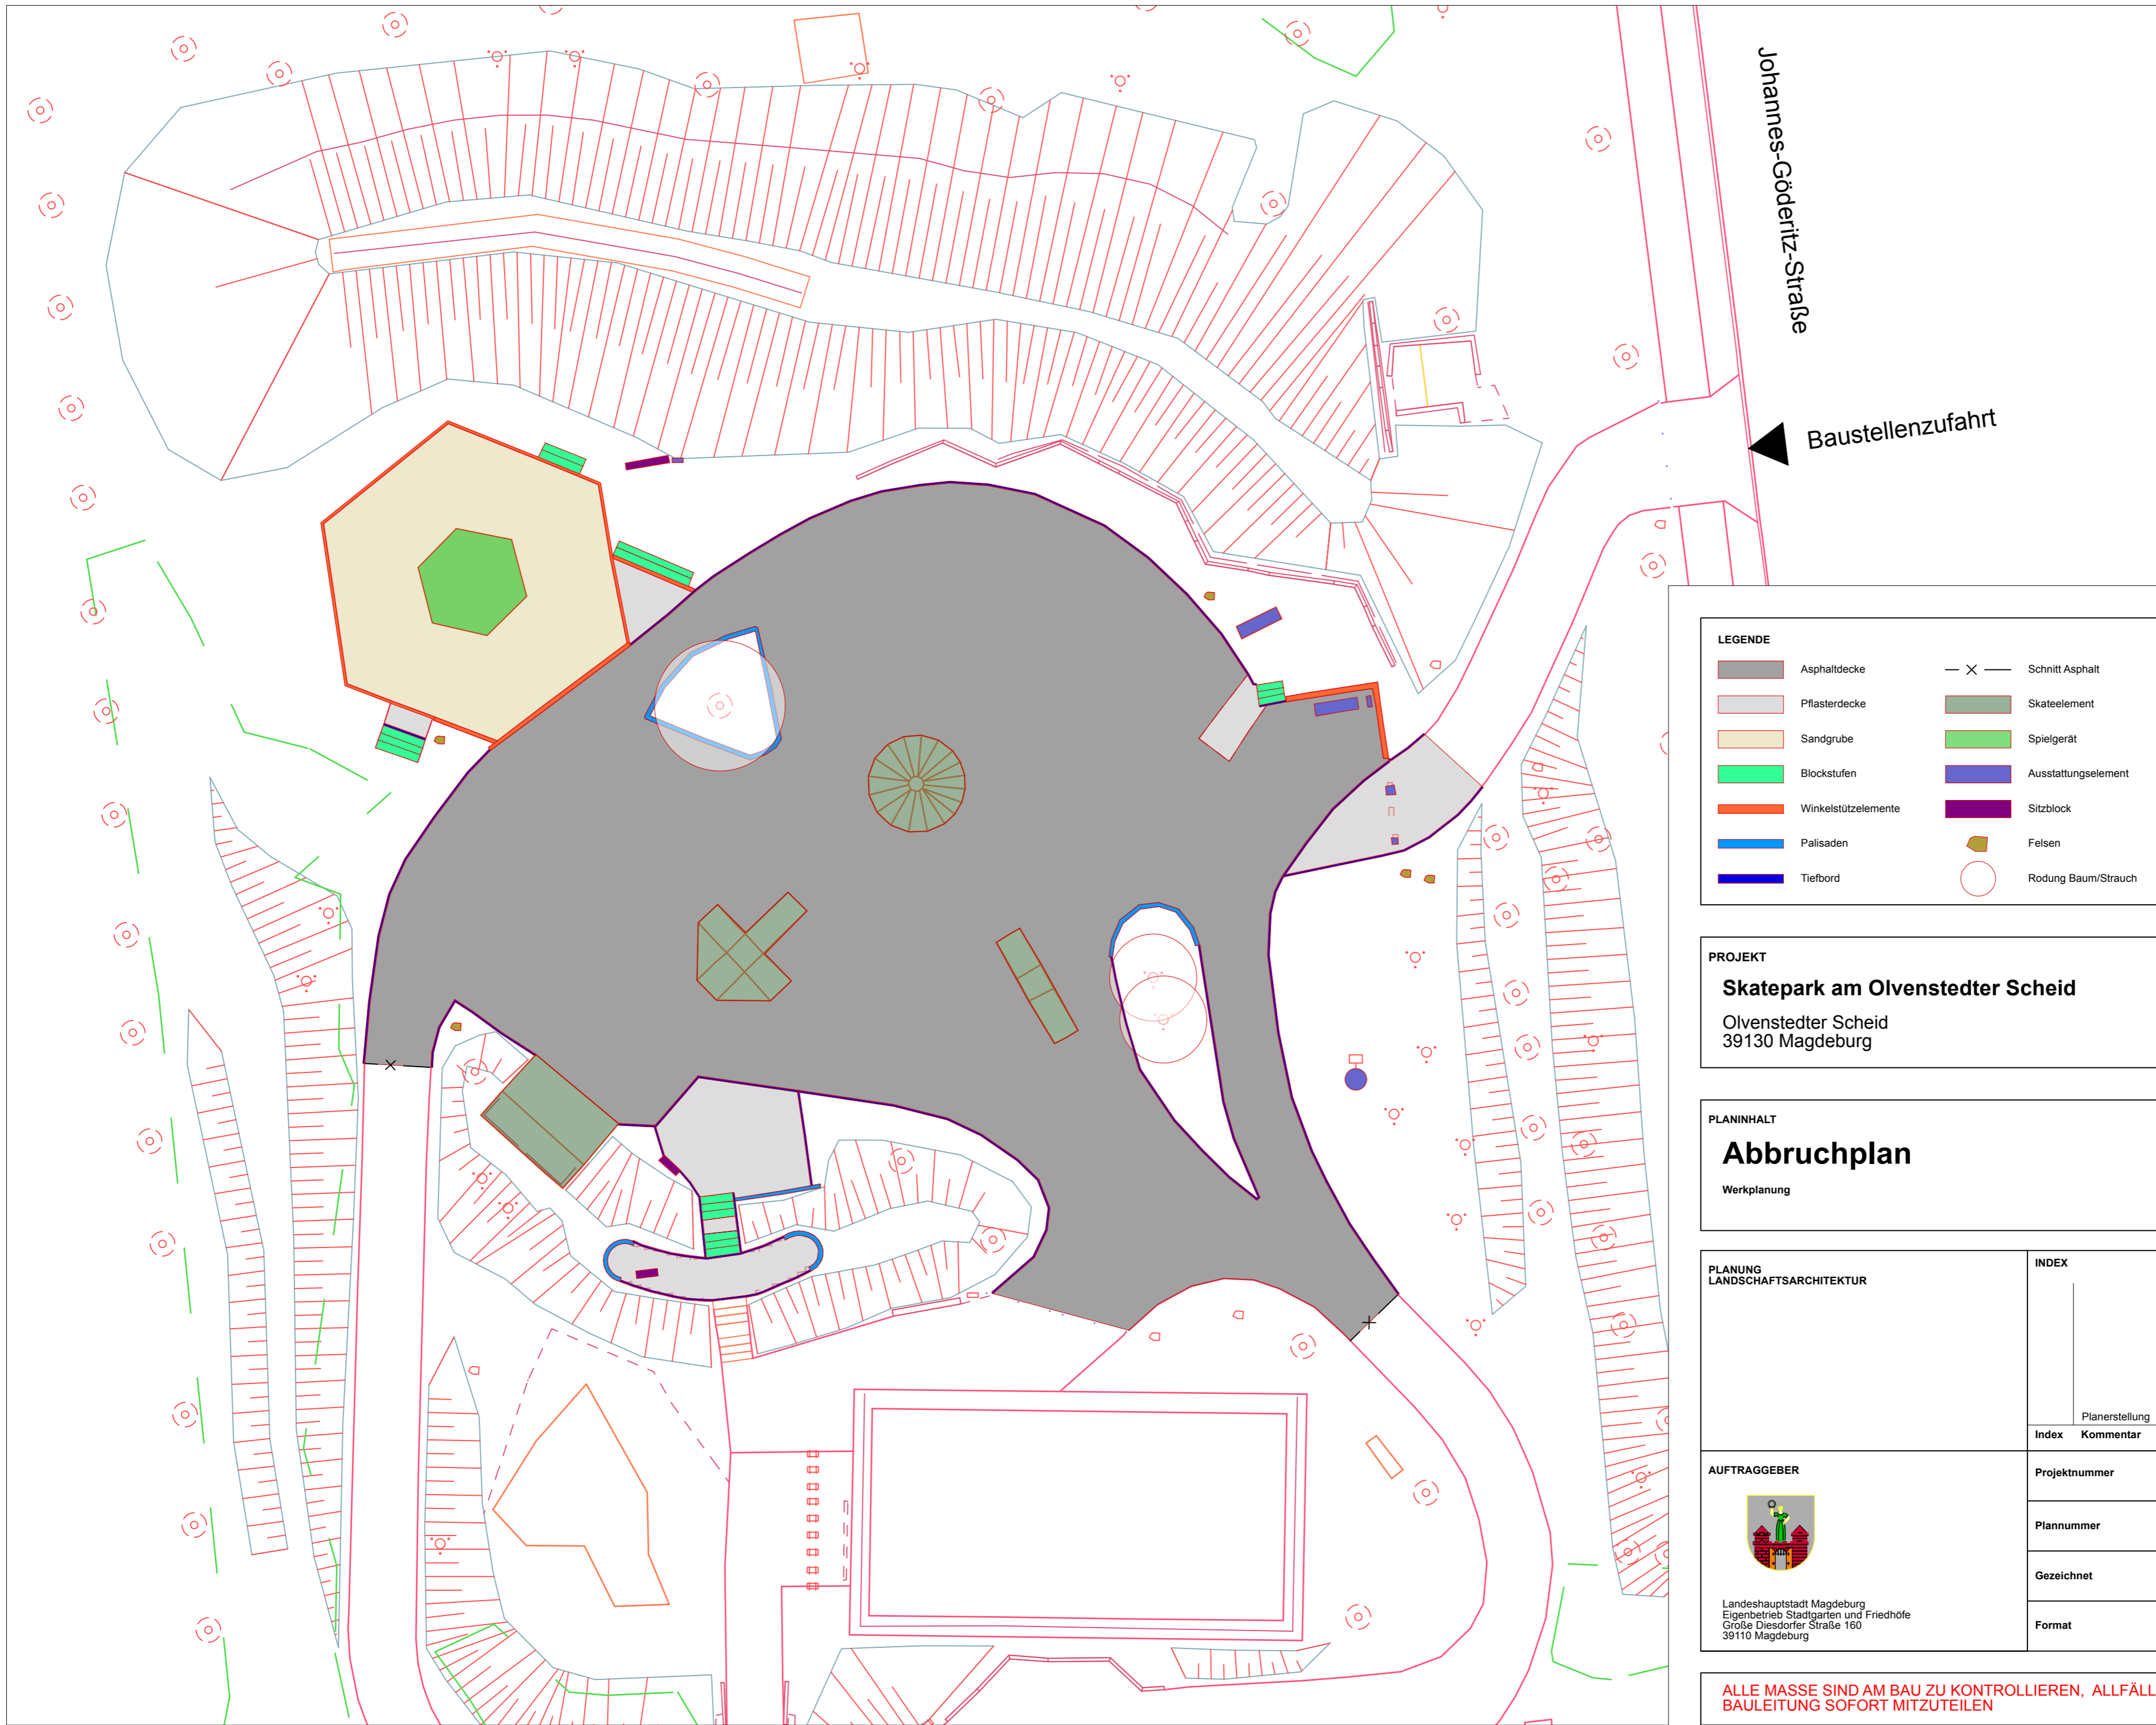 Johannes-Göderitz-Straße
Baustellenzufahrt
LEGENDE
Asphaltdecke
Schnitt Asphalt
Pflasterdecke
Skateelement
Sandgrube
Spielgerät
Blockstufen
Ausstattungselement
Winkelstützelemente
Sitzblock
Palisaden
Felsen
Tiefbord
Rodung Baum/Strauch
PROJEKT
Skatepark am Olvenstedter Scheid
Olvenstedter Scheid
39130 Magdeburg
PLANINHALT
Abbruchplan
Werkplanung
PLANUNG
LANDSCHAFTSARCHITEKTUR
INDEX
Planerstellung
Index Kommentar
AUFTRAGGEBER
Landeshauptstadt Magdeburg
Eigenbetrieb Stadtgarten und Friedhöfe
Große Diesdorfer Straße 160
39110 Magdeburg
Projektnummer
Plannummer
Gezeichnet
Format
ALLE MASSE SIND AM BAU ZU KONTROLLIEREN, ALLFÄLL
BAULEITUNG SOFORT MITZUTEILEN